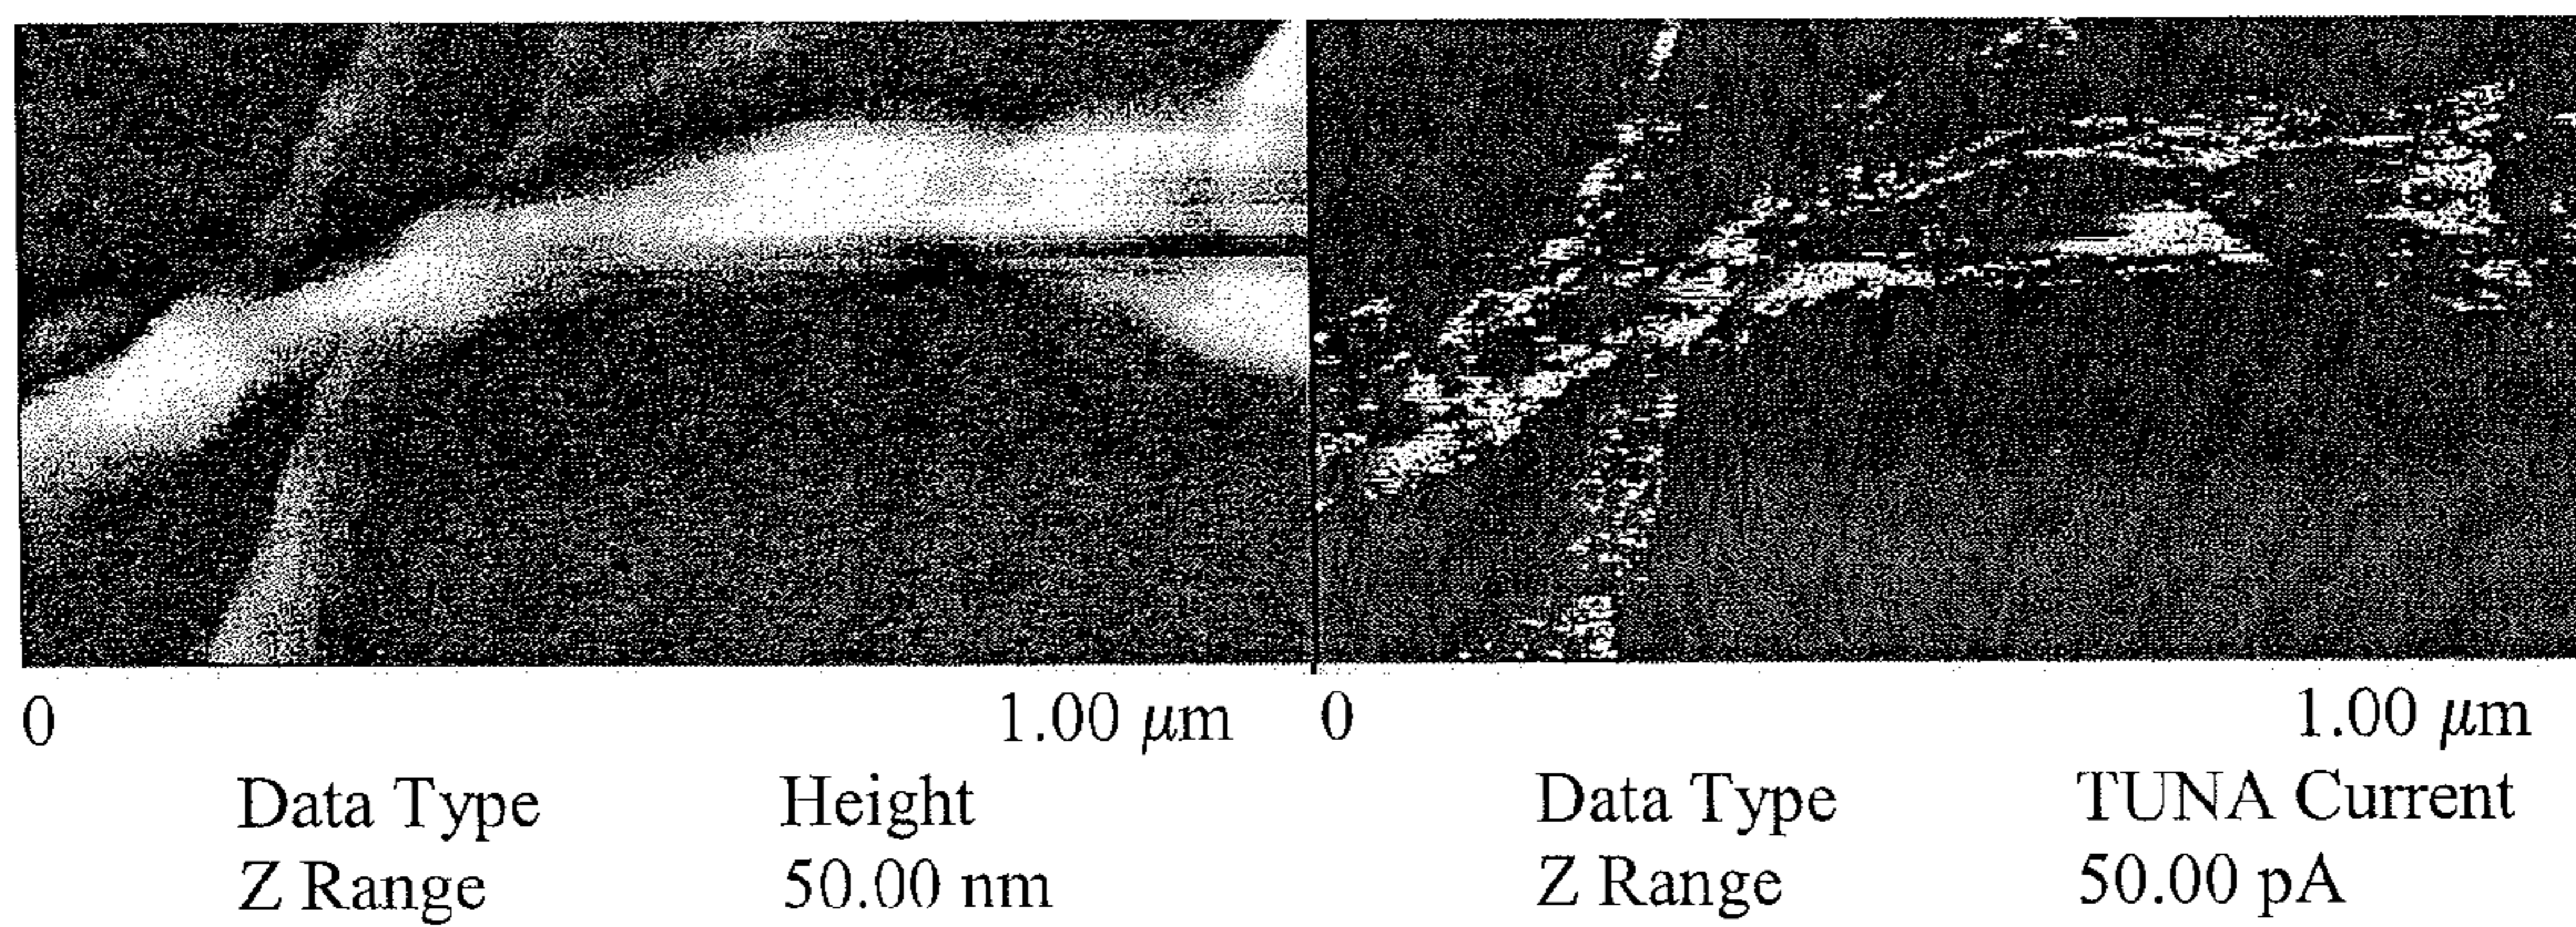 0 1.00 μm 0 1.00 μm
Data Type Height Data Type TUNA Current
Z Range 50.00 nm Z Range 50.00 pA